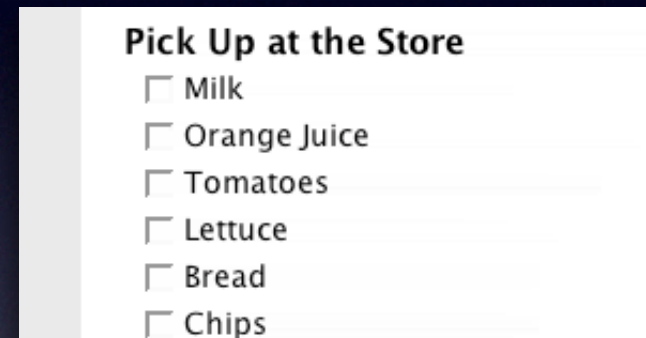 Pick Up at the Store
Milk
Orange Juice
Tomatoes
Lettuce
Bread
Chips